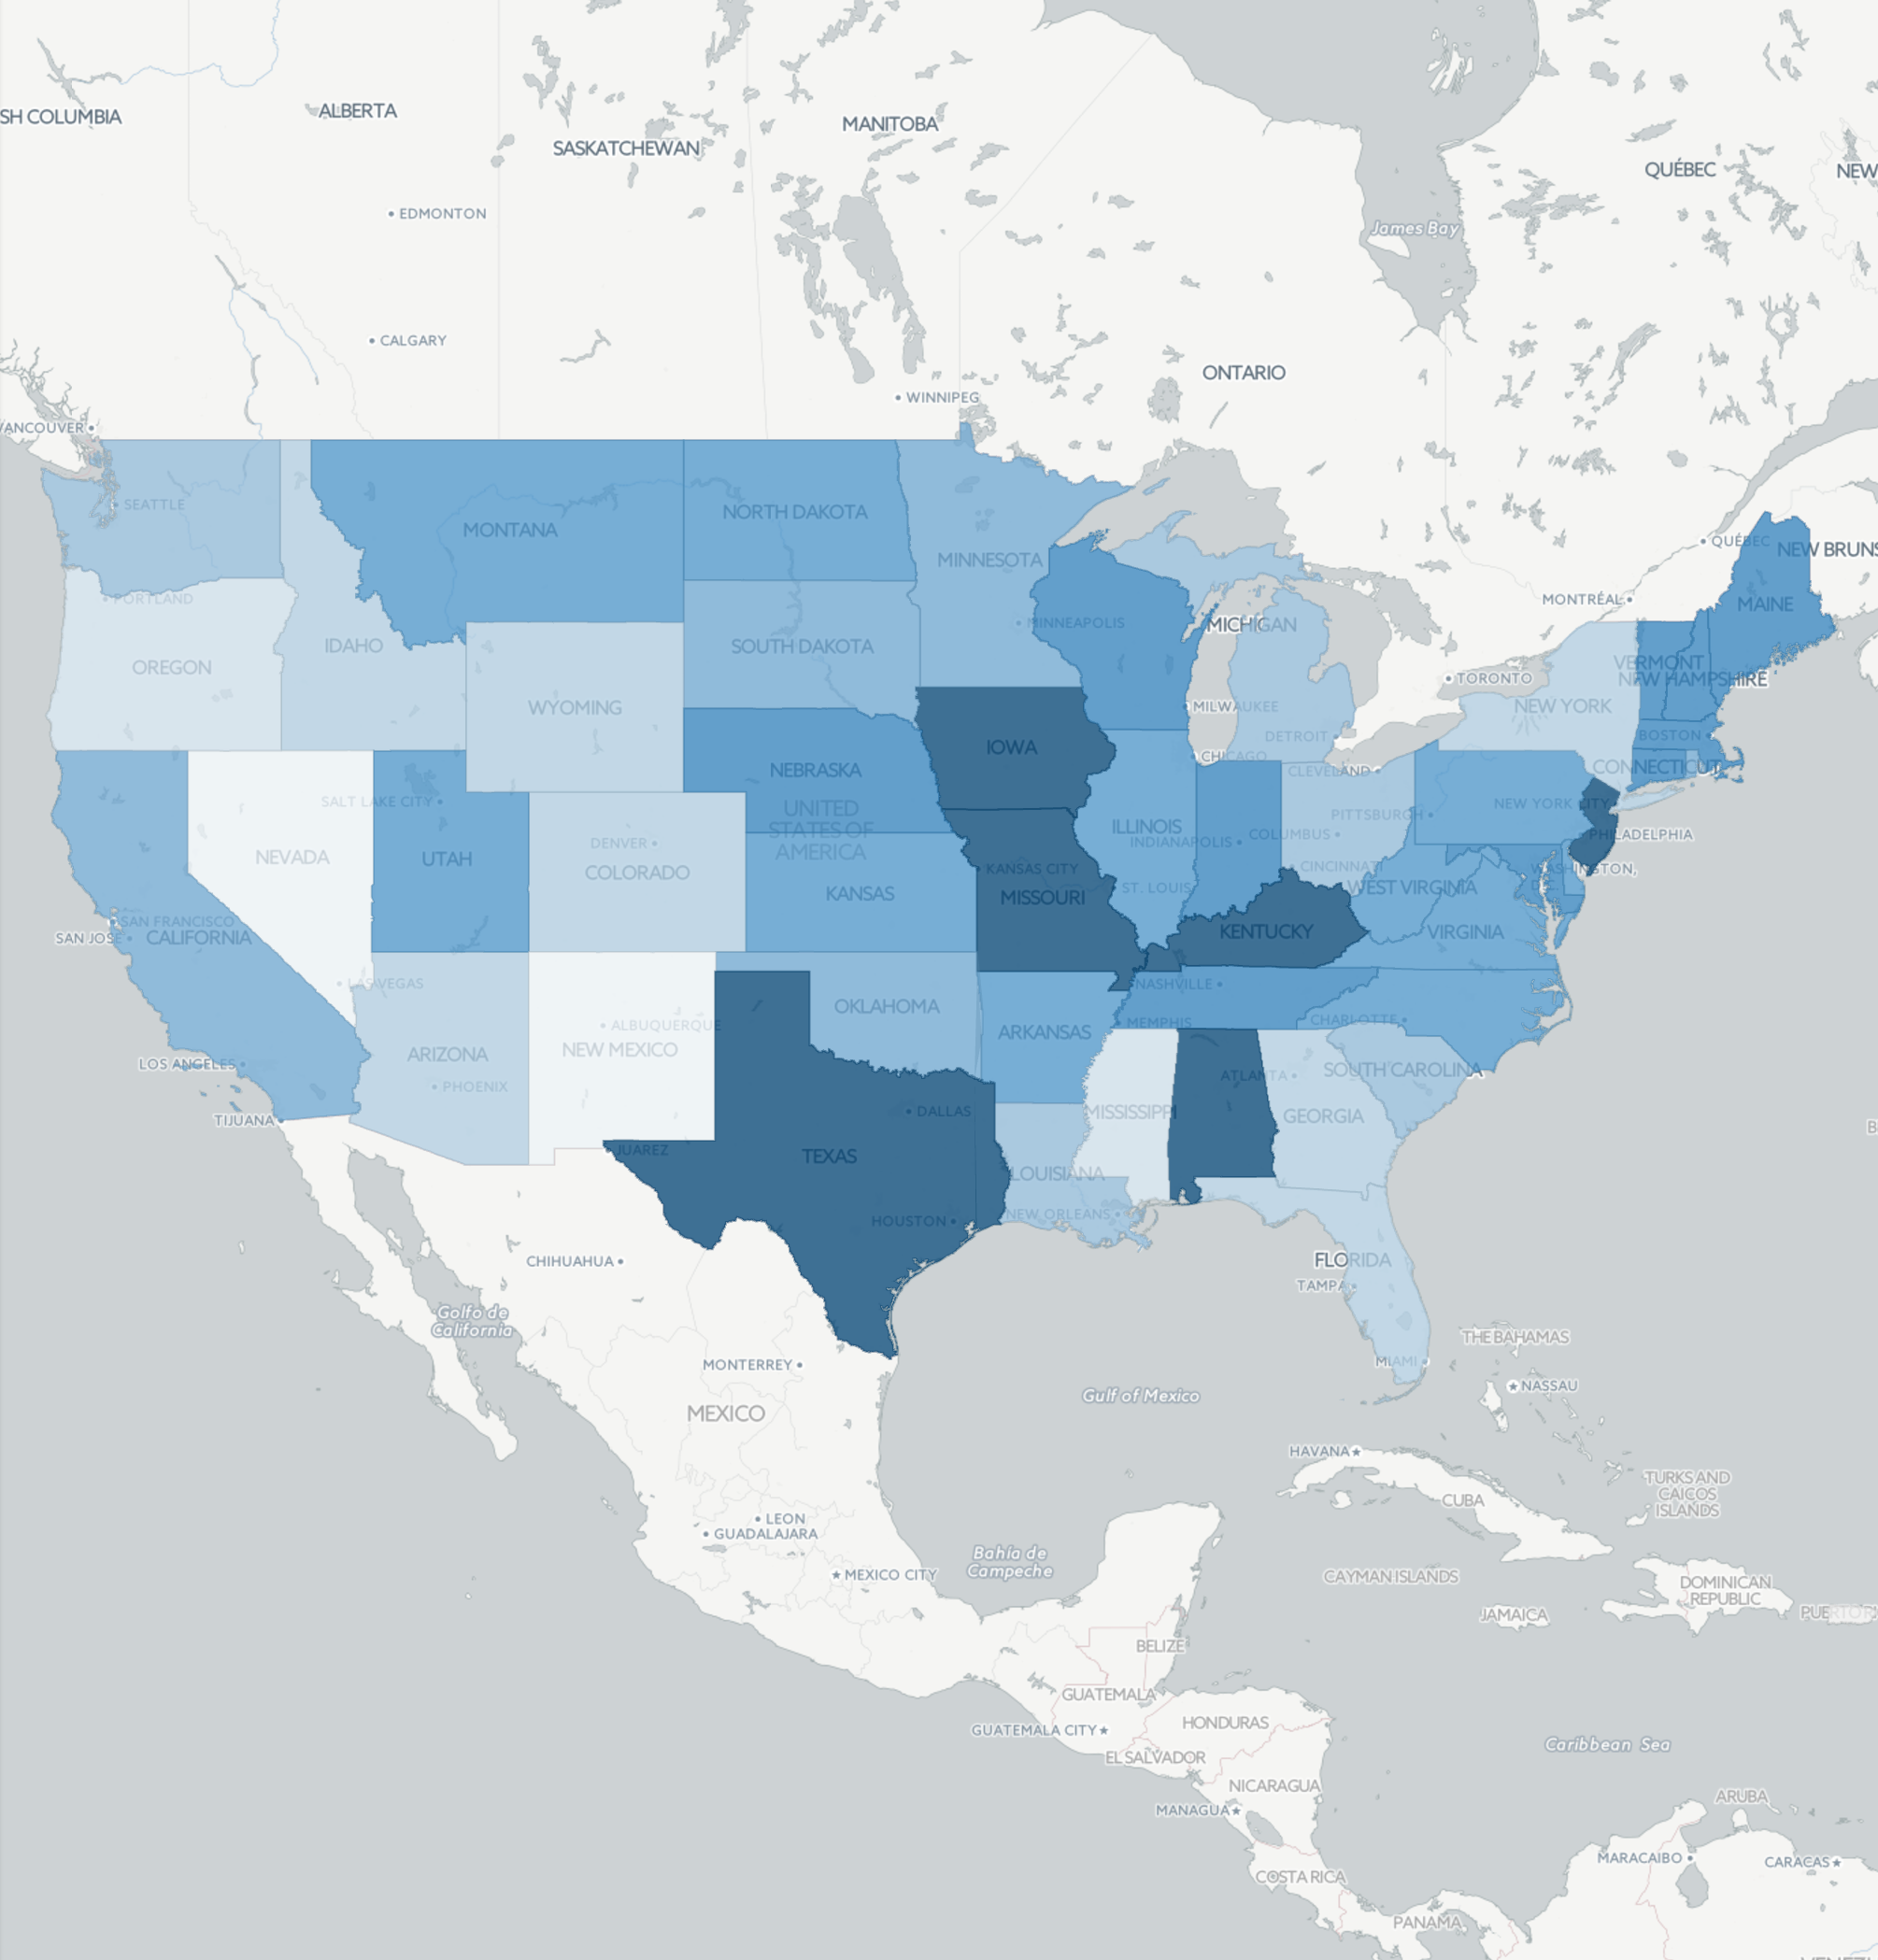 SH COLUMBIA
ALBERTA
SASKATCHEWAN
MANITOBA
QUÉBEC
NEW
EDMONTON
James Bay
CALGARY
ONTARIO
WINNIPEG
VANCOUVER
SEATTLE
MONTANA
NORTH DAKOTA
MINNESOTA
QUÉBEC
NEW BRUNS
PORTLAND
MONTRÉAL
MAINE
MINNEAPOLIS
MICHIGAN
IDAHO
SOUTH DAKOTA
OREGON
VERMONT
NEW HAMPSHIRE
TORONTO
WYOMING
MILWAUKEE
NEW YORK
DETROIT
BOSTON
IOWA
CHICAGO
CLEVELAND
CONNECTICUT
NEBRASKA
SALT LAKE CITY
UNITED
STATES OF
AMERICA
NEW YORK CITY
PITTSBURGH
ILLINOIS
INDIANAPOLIS
COLUMBUS
PHILADELPHIA
DENVER
NEVADA
UTAH
COLORADO
KANSAS CITY
CINCINNATI
WASHINGTON,
KANSAS
MISSOURI
ST. LOUIS
WEST VIRGINIA
SAN FRANCISCO
SAN JOSE
CALIFORNIA
KENTUCKY
VIRGINIA
LAS VEGAS
NASHVILLE
OKLAHOMA
ALBUQUERQUE
ARKANSAS
MEMPHIS
CHARLOTTE
NEW MEXICO
ARIZONA
LOS ANGELES
PHOENIX
ATLANTA
SOUTH CAROLINA
TIJUANA
DALLAS
MISSISSIPPI
GEORGIA
JUAREZ
TEXAS
LOUISIANA
HOUSTON
NEW ORLEANS
CHIHUAHUA
FLORIDA
TAMPA
Golfo de
California
THE BAHAMAS
MONTERREY
MIAMI
NASSAU
Gulf of Mexico
MEXICO
HAVANA
TURKS AND
CAICOS
ISLANDS
CUBA
LEON
GUADALAJARA
Bahía de
Campeche
MEXICO CITY
CAYMAN ISLANDS
DOMINICAN
REPUBLIC
JAMAICA
PUERTO RI
BELIZE
GUATEMALA
HONDURAS
GUATEMALA CITY
EL SALVADOR
Caribbean Sea
NICARAGUA
ARUBA
MANAGUA
MARACAIBO
CARACAS
COSTA RICA
PANAMA